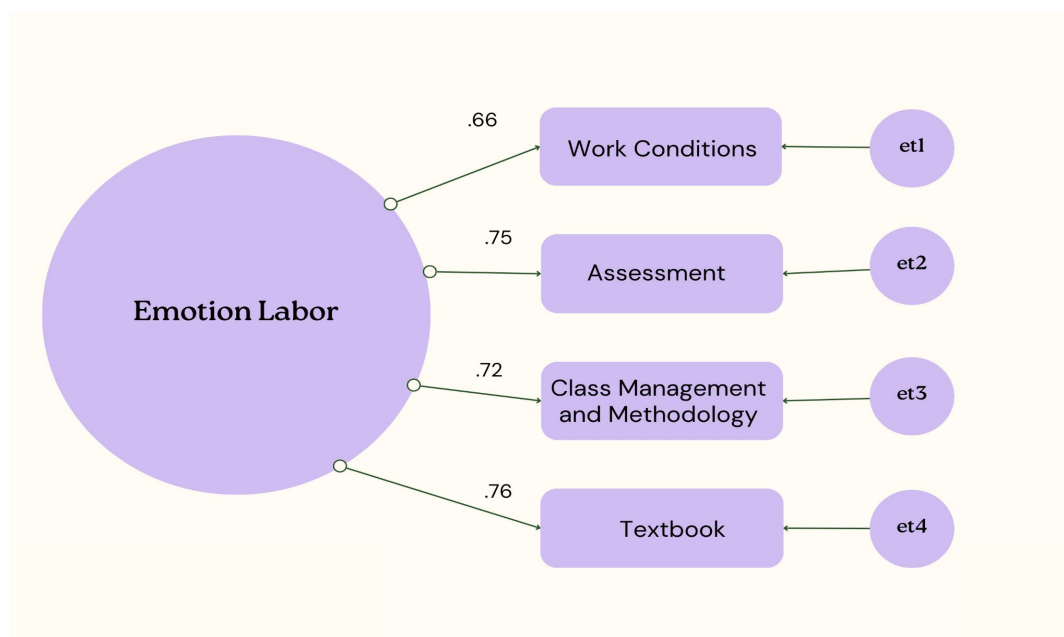 .66
Work Conditions
et1
.75
Assessment
et2
Emotion Labor
.72
Class Management
and Methodology
et3
.76
Textbook
et4